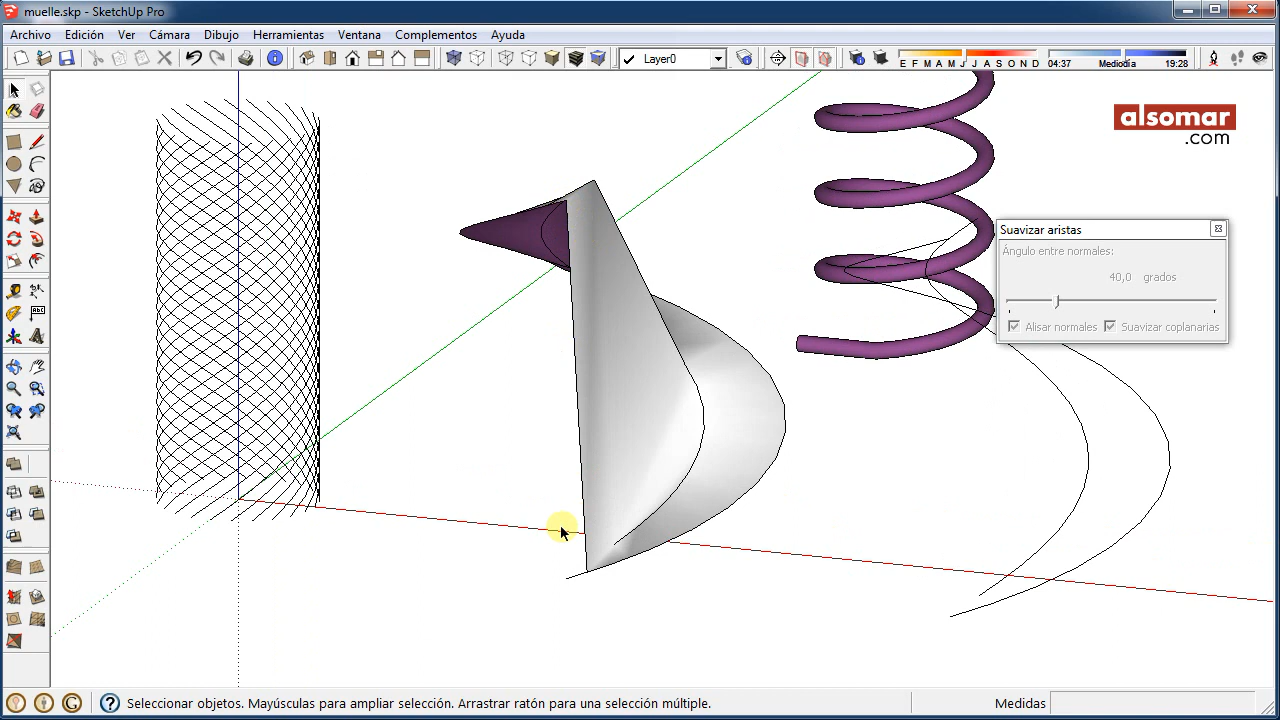 muelle.skp - SketchUp Pro
Archivo Edición Ver Cámara Dibujo Herramientas Ventana Complementos Ayuda
Layer0
E F M A M J J A S O N D
04:37 Mediodía 19:28
alsomar
.com
Suavizar aristas
Ángulo entre normales:
40,0 grados
Alisar normales Suavizar coplanarias
Seleccionar objetos. Mayúsculas para ampliar selección. Arrastrar ratón para una selección múltiple.
Medidas